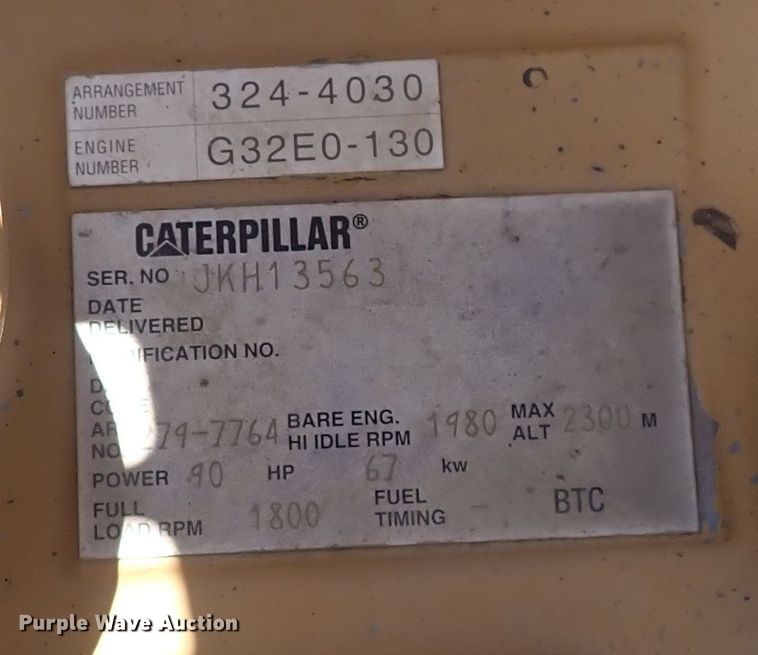 ARRANGEMENT NUMBER 324-4030
ENGINE NUMBER G32E0-130
CATERPILLAR®
SER. NO JKH13563
DATE
DELIVERED
NO.
BARE ENG. 1980 MAX 2300 M
HI IDLE RPM ALT
NO. 279-7764
POWER 90 HP 67 kw
FULL 1800 FUEL BTC
LOAD RPM TIMING
Purple Wave Auction